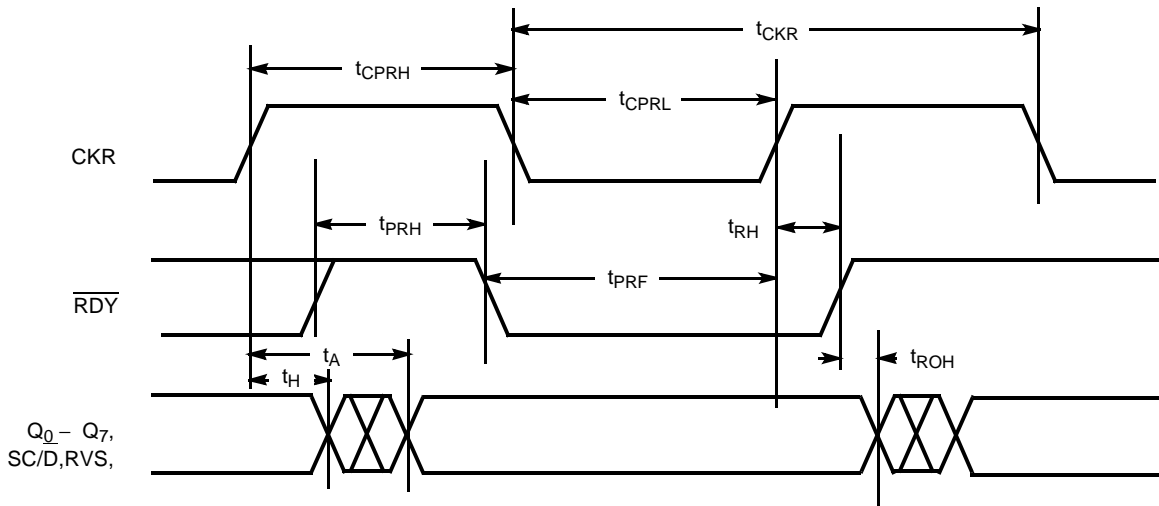 tCKR
tCPRH
tCPRL
CKR
tPRH
tRH
tPRF
RDY
tA
tROH
tH
Q0 – Q7,
SC/D,RVS,